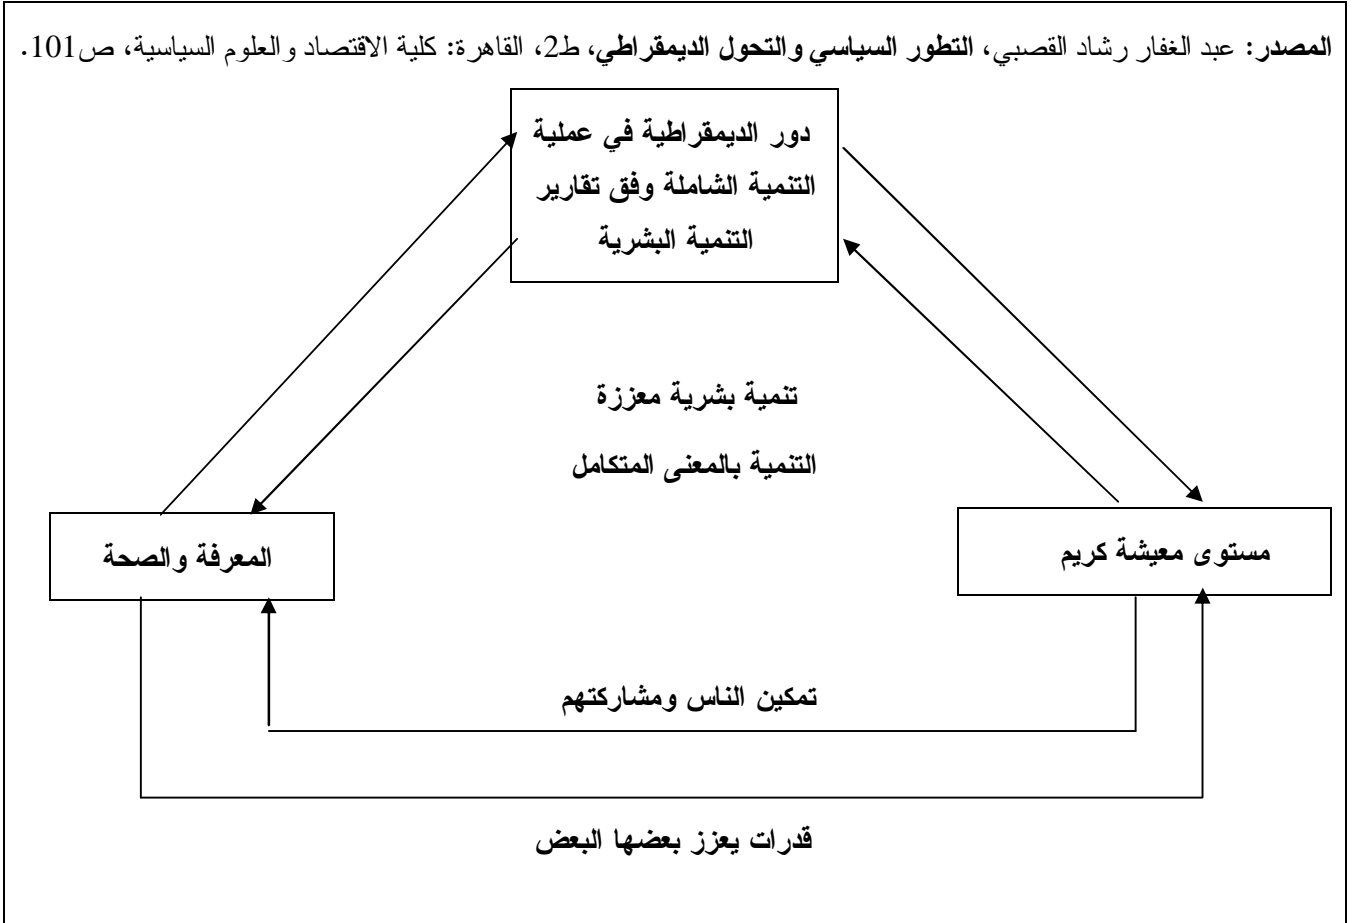 المصدر: عبد الغفار رشاد القصبي، التطور السياسي والتحول الديمقراطي، ط2، القاهرة: كلية الاقتصاد والعلوم السياسية، ص101.
دور الديمقراطية في عملية
التنمية الشاملة وفق تقارير
التنمية البشرية
تنمية بشرية معززة
التنمية بالمعنى المتكامل
مستوى معيشة كريم
المعرفة والصحة
تمكين الناس ومشاركتهم
قدرات يعزز بعضها البعض